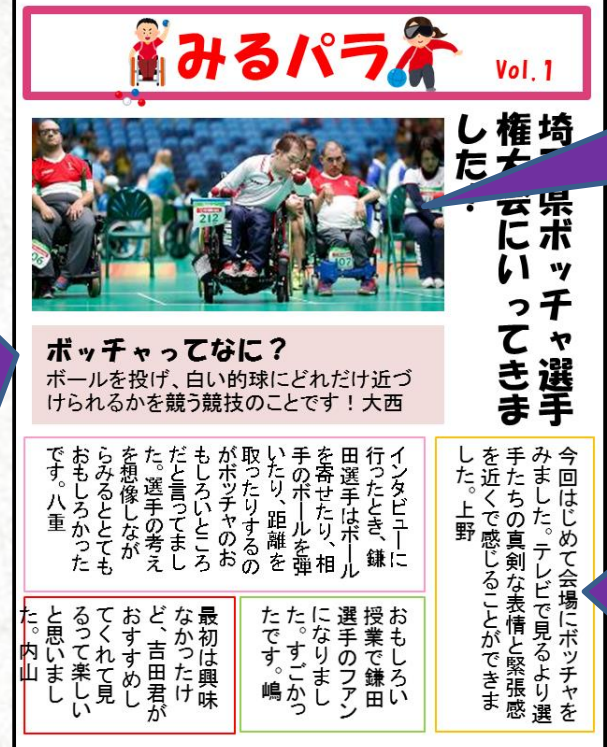 みるパラ
Vol.1
埼
県ボッチャ選手
権
会にいってきま
した
212
ボッチャってなに？
ボールを投げ、白い的球にどれだけ近づ
けられるかを競う競技のことです！大西
今回はじめて会場にボッチャを
みました。テレビで見るより選
手たちの真剣な表情と緊張感
を近くで感じることができま
した。上野
インタビューに
行ったとき、鎌
田選手はボール
を寄せたり、相
手のボールを弾
いたり、距離を
取ったりするの
がボッチャのお
もしろいところ
だと言ってまし
た。選手の考え
を想像しなが
らみるととても
おもしろかった
です。八重
おもしろい
授業で鎌田
選手のファン
になりまし
た。すごかっ
たです。嶋
最初は興味
なかったけ
ど、吉田君が
おすすめし
てくれて見
るって楽しい
と思いまし
た。内山